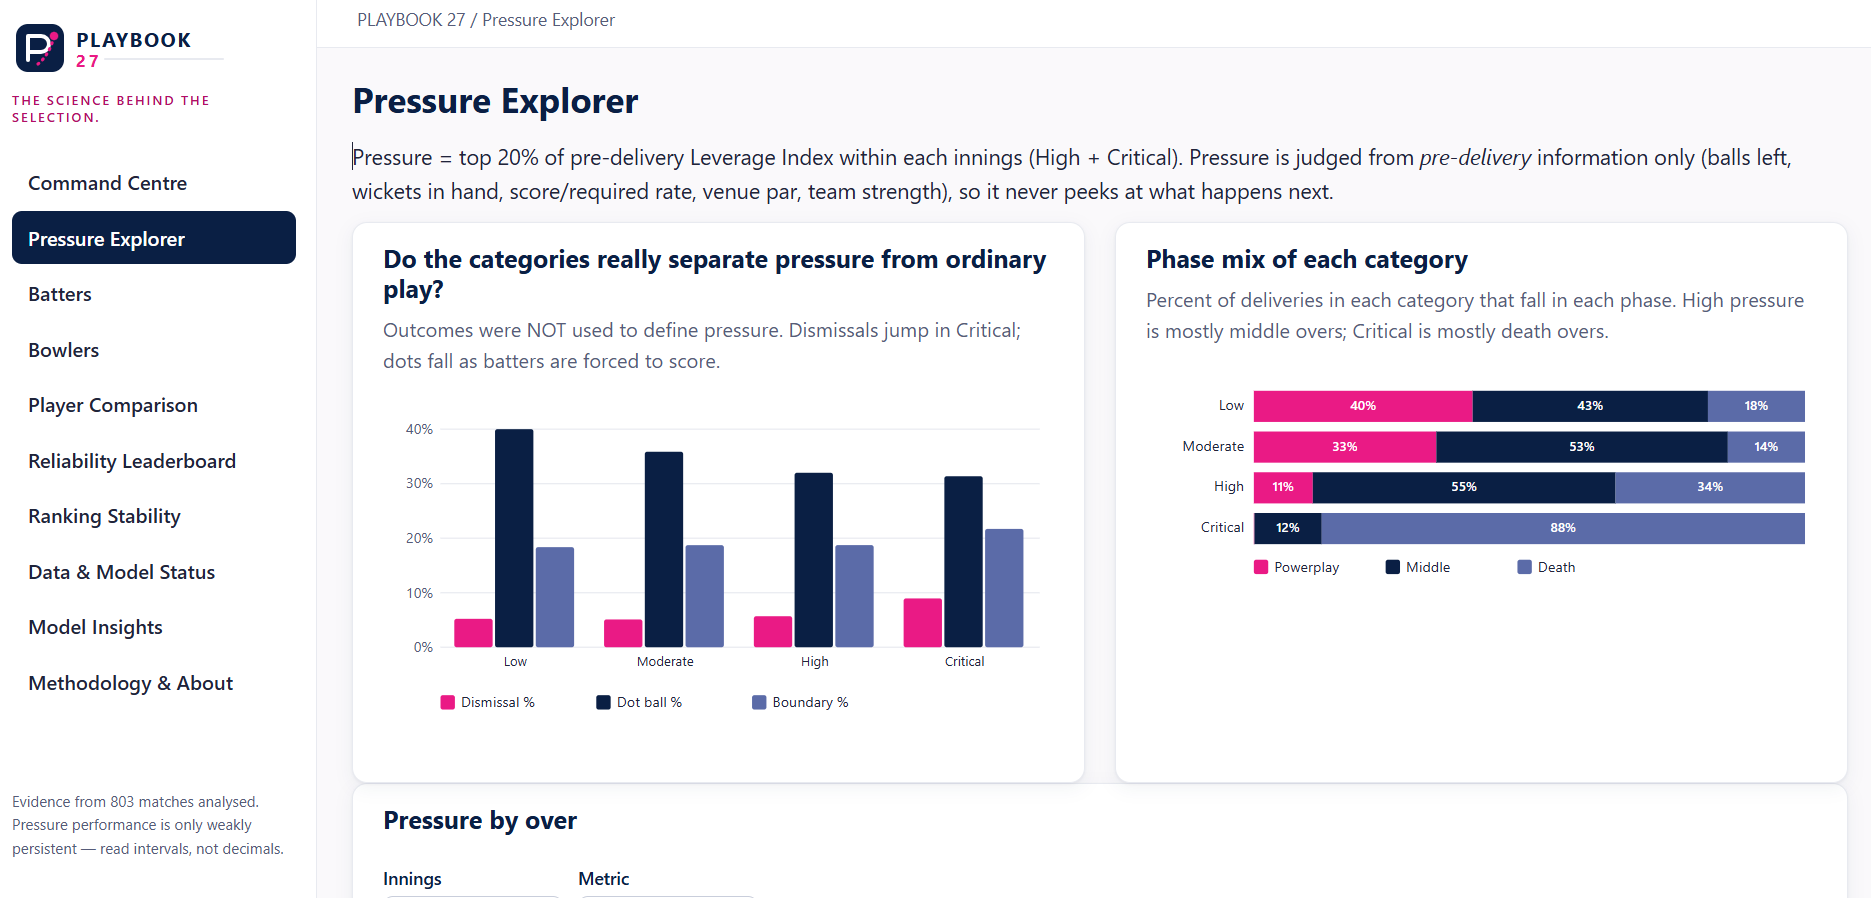 PLAYBOOK
27
THE SCIENCE BEHIND THE
SELECTION.
Command Centre
Pressure Explorer
Batters
Bowlers
Player Comparison
Reliability Leaderboard
Ranking Stability
Data & Model Status
Model Insights
Methodology & About
Evidence from 803 matches analysed.
Pressure performance is only weakly
persistent — read intervals, not decimals.
PLAYBOOK 27 / Pressure Explorer
Pressure Explorer
Pressure = top 20% of pre-delivery Leverage Index within each innings (High + Critical). Pressure is judged from pre-delivery information only (balls left,
wickets in hand, score/required rate, venue par, team strength), so it never peeks at what happens next.
Do the categories really separate pressure from ordinary
play?
Outcomes were NOT used to define pressure. Dismissals jump in Critical;
dots fall as batters are forced to score.
40%
30%
20%
10%
0%
Low Moderate High Critical
Dismissal % Dot ball % Boundary %
Phase mix of each category
Percent of deliveries in each category that fall in each phase. High pressure
is mostly middle overs; Critical is mostly death overs.
Low 40% 43% 18%
Moderate 33% 53% 14%
High 11% 55% 34%
Critical 12% 88%
Powerplay Middle Death
Pressure by over
Innings Metric